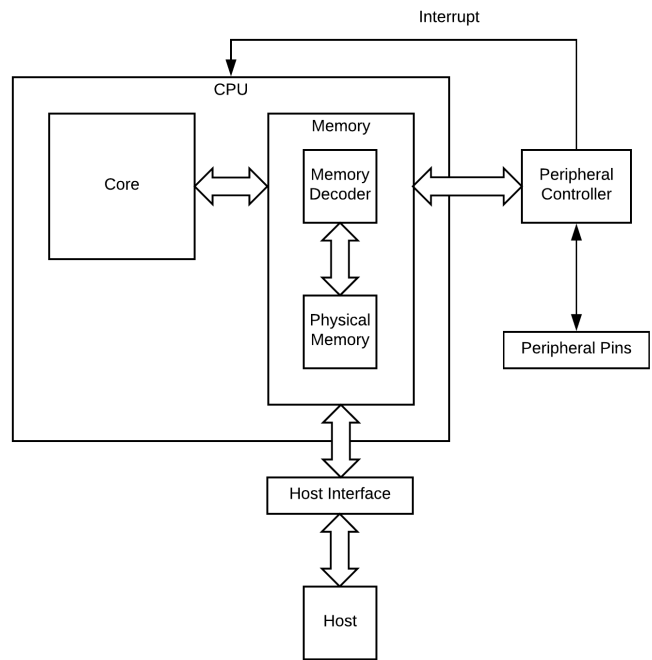 Interrupt
CPU
Memory
Core
Memory
Decoder
Peripheral
Controller
Physical
Memory
Peripheral Pins
Host Interface
Host